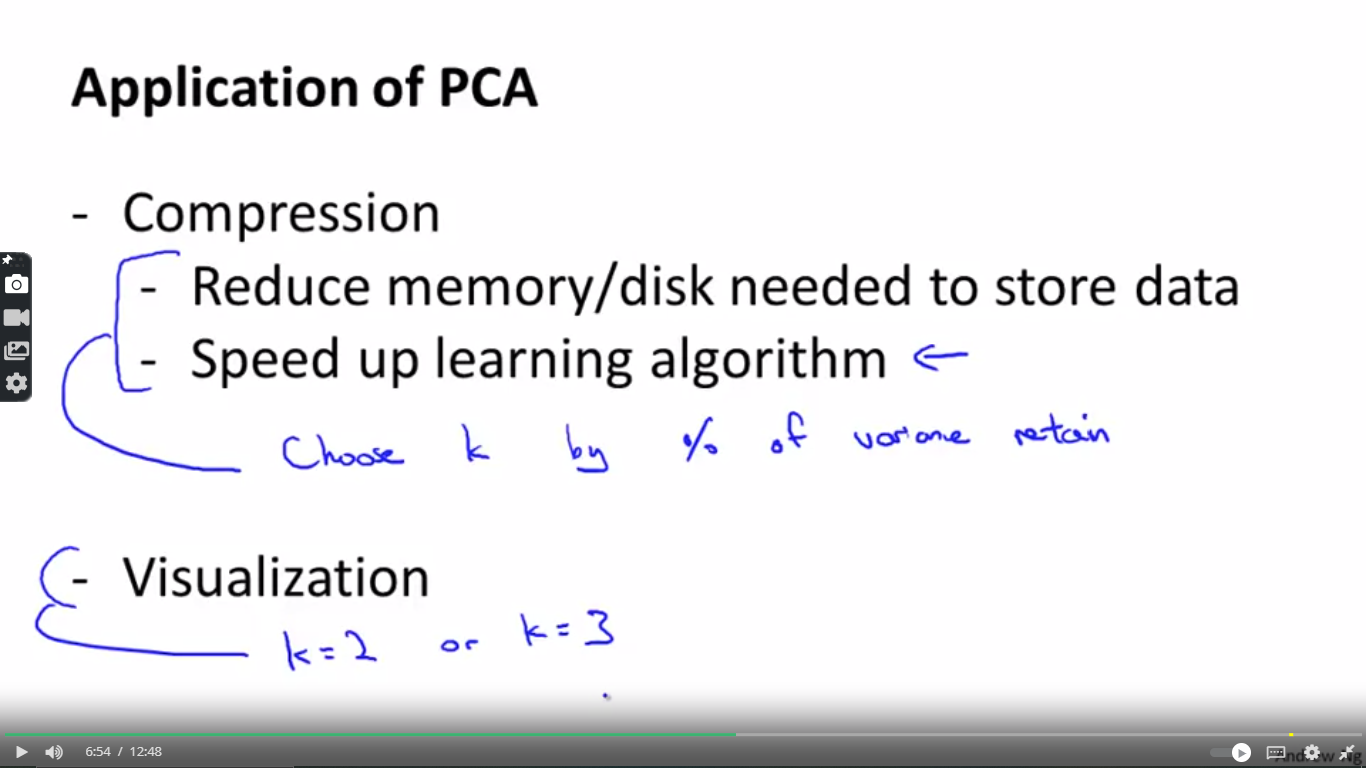 Application of PCA
- Compression
- Reduce memory/disk needed to store data
- Speed up learning algorithm ←
Choose k by % of variance retain
- Visualization
k=2 or k=3
6:54 / 12:48
Andrew Ng